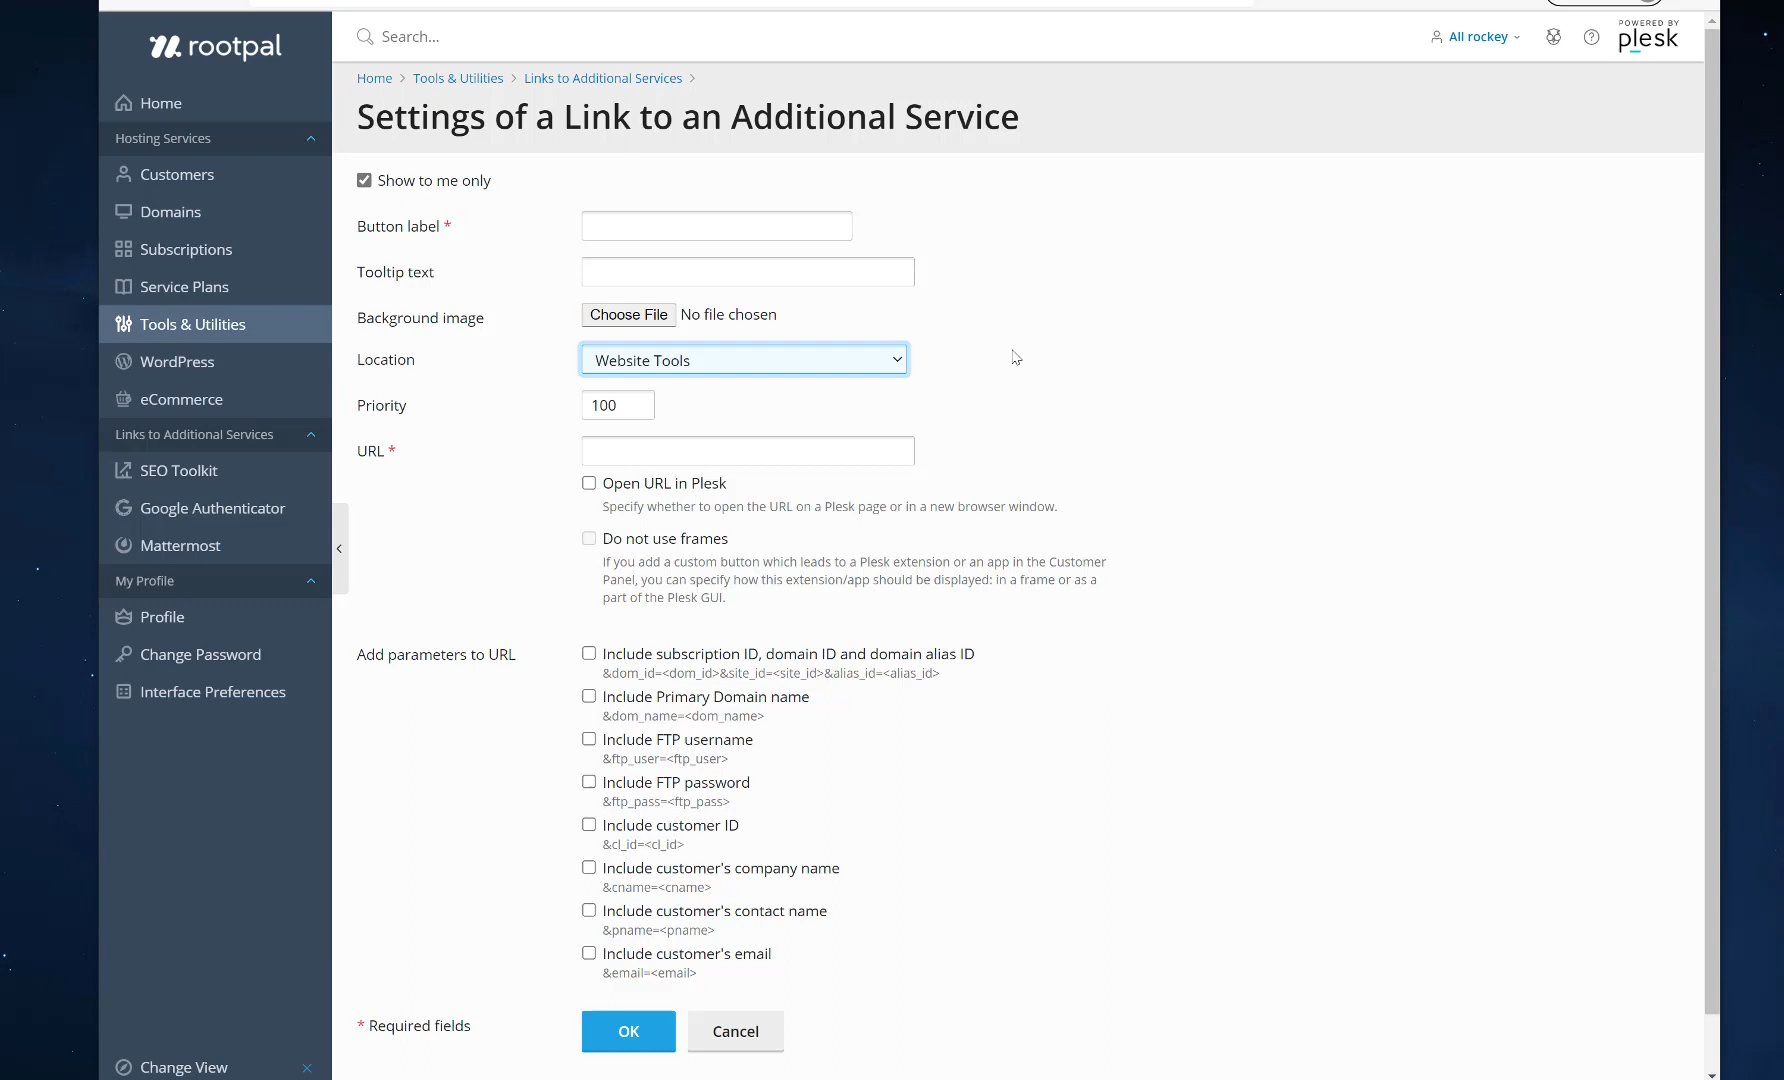 rootpal
Search...
All rockey
POWERED BY
plesk
Home
Hosting Services
Customers
Domains
Subscriptions
Service Plans
Tools & Utilities
WordPress
eCommerce
Links to Additional Services
SEO Toolkit
Google Authenticator
Mattermost
My Profile
Profile
Change Password
Interface Preferences
Change View
Home > Tools & Utilities > Links to Additional Services >
Settings of a Link to an Additional Service
Show to me only
Button label *
Tooltip text
Background image Choose File No file chosen
Location Website Tools
Priority 100
URL *
Open URL in Plesk
Specify whether to open the URL on a Plesk page or in a new browser window.
Do not use frames
If you add a custom button which leads to a Plesk extension or an app in the Customer
Panel, you can specify how this extension/app should be displayed: in a frame or as a
part of the Plesk GUI.
Add parameters to URL Include subscription ID, domain ID and domain alias ID
&dom_id=<dom_id>&site_id=<site_id>&alias_id=<alias_id>
Include Primary Domain name
&dom_name=<dom_name>
Include FTP username
&ftp_user=<ftp_user>
Include FTP password
&ftp_pass=<ftp_pass>
Include customer ID
&cl_id=<cl_id>
Include customer's company name
&cname=<cname>
Include customer's contact name
&pname=<pname>
Include customer's email
&email=<email>
* Required fields OK Cancel